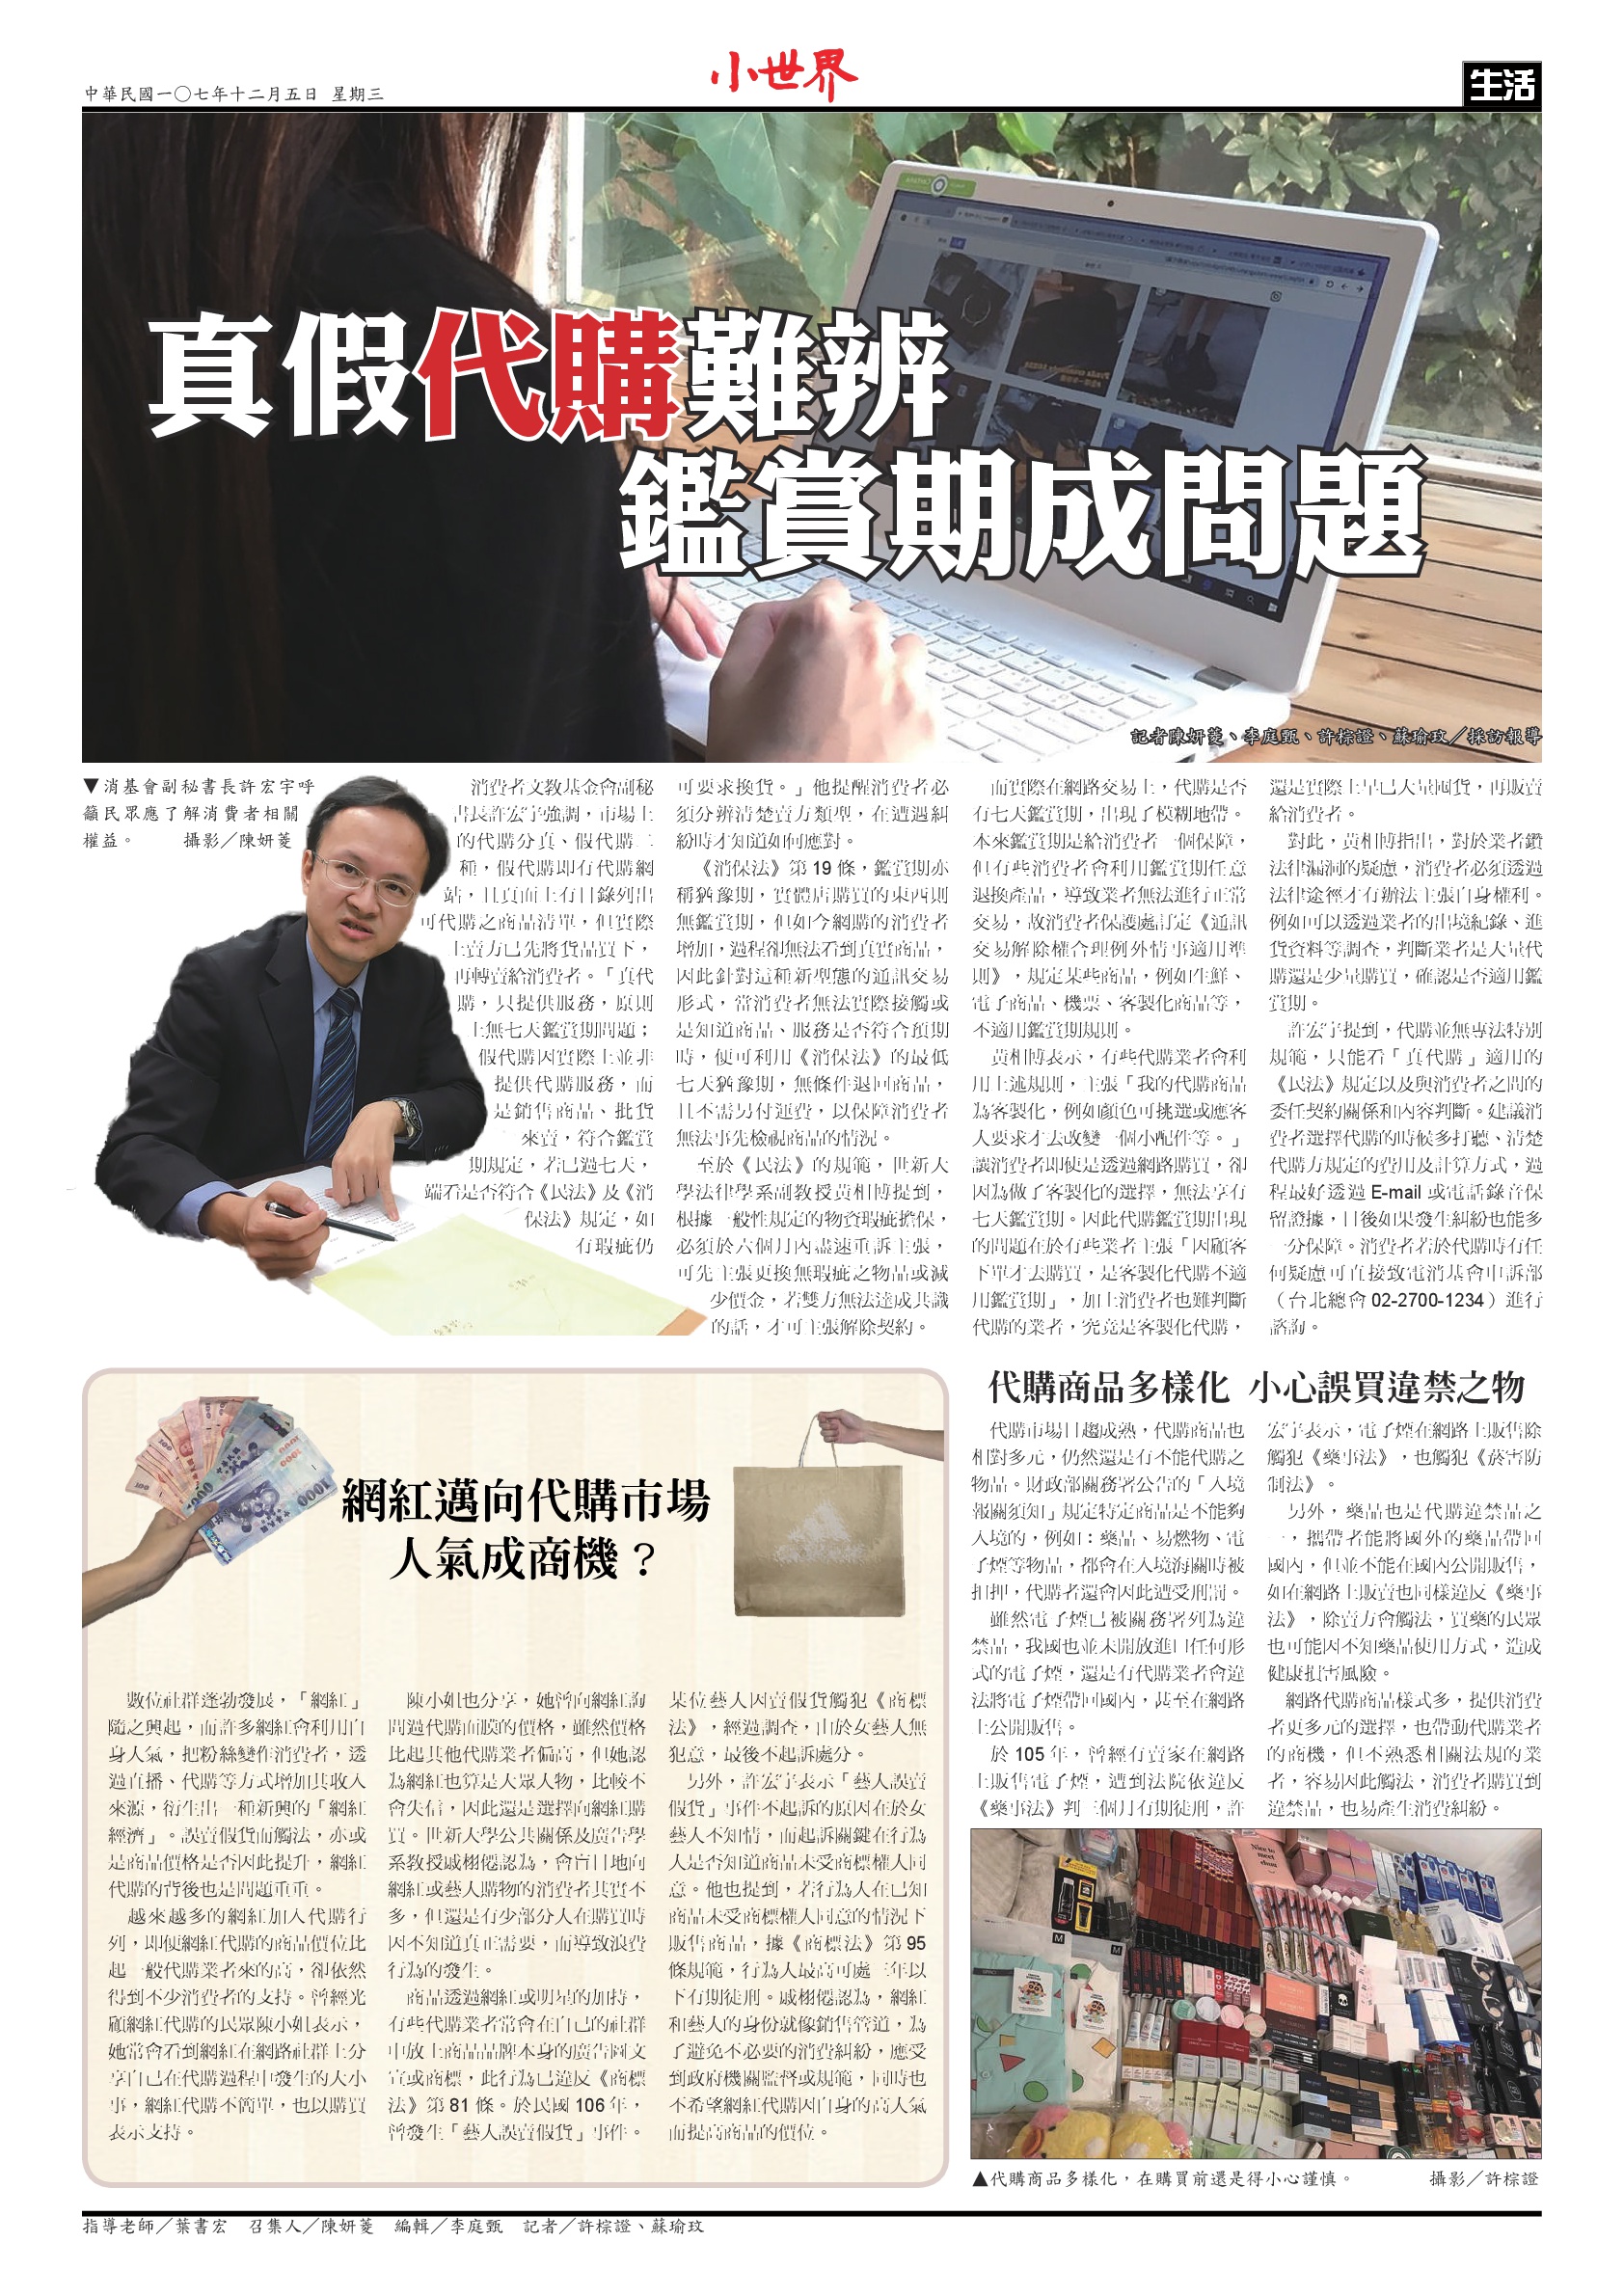 中華民國一〇七年十二月五日 星期三
小世界
生活
真假代購難辨
鑑賞期成問題
記者陳妍菱、李庭甄、許棕證、蘇瑜玟╱採訪報導
▼消基會副秘書長許宏宇呼
籲民眾應了解消費者相關
權益。 攝影╱陳妍菱
消費者文教基金會副秘
書長許宏宇強調，市場上
的代購分真、假代購二
種，假代購即有代購網
站，且頁面上有目錄列出
可代購之商品清單，但實際
上賣方已先將貨品買下，
再轉賣給消費者。「真代
購，只提供服務，原則
上無七天鑑賞期問題；
假代購因實際上並非
提供代購服務，而
是銷售商品、批貨
來賣，符合鑑賞
期規定，若已過七天，
端看是否符合《民法》及《消
保法》規定，如
有瑕疵仍
可要求換貨。」他提醒消費者必
須分辨清楚賣方類型，在遭遇糾
紛時才知道如何應對。
《消保法》第 19 條，鑑賞期亦
稱猶豫期，實體店購買的東西則
無鑑賞期，但如今網購的消費者
增加，過程卻無法看到真實商品，
因此針對這種新型態的通訊交易
形式，當消費者無法實際接觸或
是知道商品、服務是否符合預期
時，便可利用《消保法》的最低
七天猶豫期，無條件退回商品，
且不需另付運費，以保障消費者
無法事先檢視商品的情況。
至於《民法》的規範，世新大
學法律學系副教授黃相博提到，
根據一般性規定的物資瑕疵擔保，
必須於六個月內盡速重訴主張，
可先主張更換無瑕疵之物品或減
少價金，若雙方無法達成共識
的話，才可主張解除契約。
而實際在網路交易上，代購是否
有七天鑑賞期，出現了模糊地帶。
本來鑑賞期是給消費者一個保障，
但有些消費者會利用鑑賞期任意
退換產品，導致業者無法進行正常
交易，故消費者保護處訂定《通訊
交易解除權合理例外情事適用準
則》，規定某些商品，例如生鮮、
電子商品、機票、客製化商品等，
不適用鑑賞期規則。
黃相博表示，有些代購業者會利
用上述規則，主張「我的代購商品
為客製化，例如顏色可挑選或應客
人要求才去改變一個小配件等。」
讓消費者即使是透過網路購買，卻
因為做了客製化的選擇，無法享有
七天鑑賞期。因此代購鑑賞期出現
的問題在於有些業者主張「因顧客
下單才去購買，是客製化代購不適
用鑑賞期」，加上消費者也難判斷
代購的業者，究竟是客製化代購，
還是實際上早已大量囤貨，再販賣
給消費者。
對此，黃相博指出，對於業者鑽
法律漏洞的疑慮，消費者必須透過
法律途徑才有辦法主張自身權利。
例如可以透過業者的出境紀錄、進
貨資料等調查，判斷業者是大量代
購還是少量購買，確認是否適用鑑
賞期。
許宏宇提到，代購並無專法特別
規範，只能看「真代購」適用的
《民法》規定以及與消費者之間的
委任契約關係和內容判斷。建議消
費者選擇代購的時候多打聽、清楚
代購方規定的費用及計算方式，過
程最好透過 E-mail 或電話錄音保
留證據，日後如果發生糾紛也能多
一分保障。消費者若於代購時有任
何疑慮可直接致電消基會申訴部
（台北總會 02-2700-1234）進行
諮詢。
網紅邁向代購市場
人氣成商機？
數位社群蓬勃發展，「網紅」
隨之興起，而許多網紅會利用自
身人氣，把粉絲變作消費者，透
過直播、代購等方式增加其收入
來源，衍生出一種新興的「網紅
經濟」。誤賣假貨而觸法，亦或
是商品價格是否因此提升，網紅
代購的背後也是問題重重。
越來越多的網紅加入代購行
列，即便網紅代購的商品價位比
起一般代購業者來的高，卻依然
得到不少消費者的支持。曾經光
顧網紅代購的民眾陳小姐表示，
她常會看到網紅在網路社群上分
享自己在代購過程中發生的大小
事，網紅代購不簡單，也以購買
表示支持。
陳小姐也分享，她曾向網紅詢
問過代購面膜的價格，雖然價格
比起其他代購業者偏高，但她認
為網紅也算是大眾人物，比較不
會失信，因此還是選擇向網紅購
買。世新大學公共關係及廣告學
系教授戚栩僊認為，會盲目地向
網紅或藝人購物的消費者其實不
多，但還是有少部分人在購買時
因不知道真正需要，而導致浪費
行為的發生。
商品透過網紅或明星的加持，
有些代購業者常會在自己的社群
中放上商品品牌本身的廣告圖文
宣或商標，此行為已違反《商標
法》第 81 條。於民國 106 年，
曾發生「藝人誤賣假貨」事件。
某位藝人因賣假貨觸犯《商標
法》，經過調查，由於女藝人無
犯意，最後不起訴處分。
另外，許宏宇表示「藝人誤賣
假貨」事件不起訴的原因在於女
藝人不知情，而起訴關鍵在行為
人是否知道商品未受商標權人同
意。他也提到，若行為人在已知
商品未受商標權人同意的情況下
販售商品，據《商標法》第 95
條規範，行為人最高可處三年以
下有期徒刑。戚栩僊認為，網紅
和藝人的身份就像銷售管道，為
了避免不必要的消費糾紛，應受
到政府機關監督或規範，同時也
不希望網紅代購因自身的高人氣
而提高商品的價位。
代購商品多樣化 小心誤買違禁之物
代購市場日趨成熟，代購商品也
相對多元，仍然還是有不能代購之
物品。財政部關務署公告的「入境
報關須知」規定特定商品是不能夠
入境的，例如：藥品、易燃物、電
子煙等物品，都會在入境海關時被
扣押，代購者還會因此遭受刑罰。
雖然電子煙已被關務署列為違
禁品，我國也並未開放進口任何形
式的電子煙，還是有代購業者會違
法將電子煙帶回國內，甚至在網路
上公開販售。
於 105 年，曾經有賣家在網路
上販售電子煙，遭到法院依違反
《藥事法》判三個月有期徒刑，許
宏宇表示，電子煙在網路上販售除
觸犯《藥事法》，也觸犯《菸害防
制法》。
另外，藥品也是代購違禁品之
一，攜帶者能將國外的藥品帶回
國內，但並不能在國內公開販售，
如在網路上販賣也同樣違反《藥事
法》，除賣方會觸法，買藥的民眾
也可能因不知藥品使用方式，造成
健康損害風險。
網路代購商品樣式多，提供消費
者更多元的選擇，也帶動代購業者
的商機，但不熟悉相關法規的業
者，容易因此觸法，消費者購買到
違禁品，也易產生消費糾紛。
▲代購商品多樣化，在購買前還是得小心謹慎。 攝影╱許棕證
指導老師╱葉書宏 召集人╱陳妍菱 編輯╱李庭甄 記者╱許棕證、蘇瑜玟